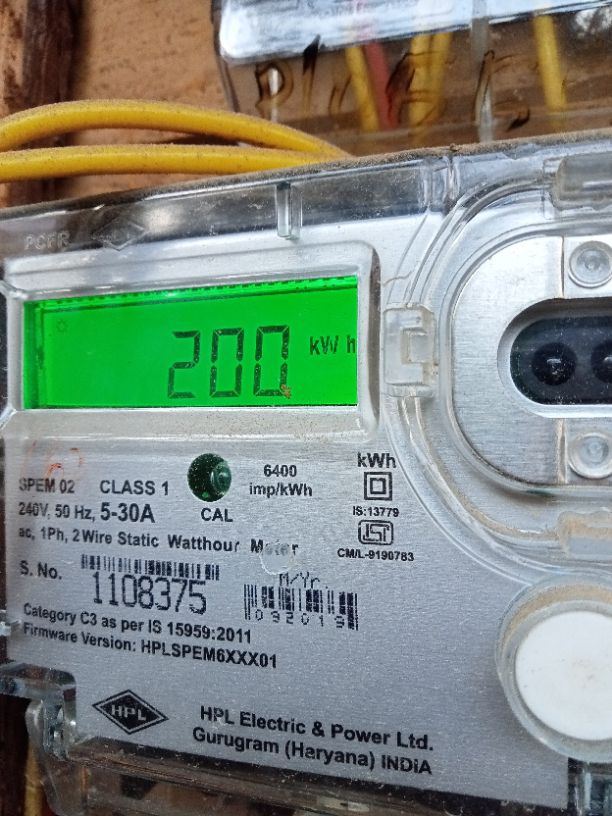 200 kWh
SPEM 02 CLASS 1
240V, 50 Hz, 5-30A
ac, 1Ph, 2 Wire Static Watthour Meter
CAL
6400
imp/kWh
kWh
IS:13779
ISI
CM/L-9190783
S. No.
1108375
M/Yr.
092019
Category C3 as per IS 15959:2011
Firmware Version: HPLSPEM6XXX01
HPL
HPL Electric & Power Ltd.
Gurugram (Haryana) INDiA